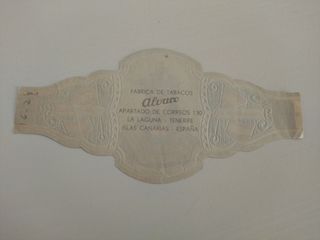 FABRICA DE TABACOS
Alvaro
APARTADO DE CORREOS 130
LA LAGUNA - TENERIFE
ISLAS CANARIAS - ESPAÑA